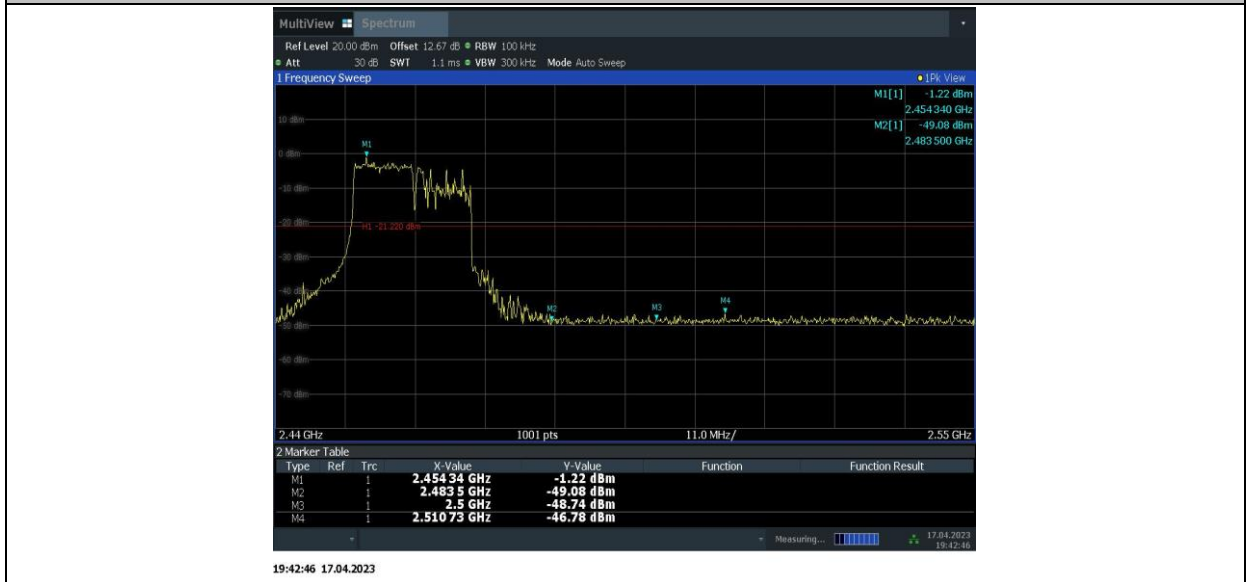 MultiView Spectrum
Ref Level 20.00 dBm Offset 12.67 dB RBW 100 kHz
Att 30 dB SWT 1.1 ms VBW 300 kHz Mode Auto Sweep
1 Frequency Sweep 1Pk View
M1[1] -1.22 dBm
2.454340 GHz
M2[1] -49.08 dBm
2.483500 GHz
10 dBm
M1
0 dBm
-10 dBm
-20 dBm
H1 -21.220 dBm
-30 dBm
-40 dBm
M2 M3 M4
-50 dBm
-60 dBm
-70 dBm
2.44 GHz 1001 pts 11.0 MHz/ 2.55 GHz
2 Marker Table
Type Ref Trc X-Value Y-Value Function Function Result
M1 1 2.454 34 GHz -1.22 dBm
M2 1 2.483 5 GHz -49.08 dBm
M3 1 2.5 GHz -48.74 dBm
M4 1 2.510 73 GHz -46.78 dBm
Measuring... 17.04.2023
19:42:46
19:42:46 17.04.2023